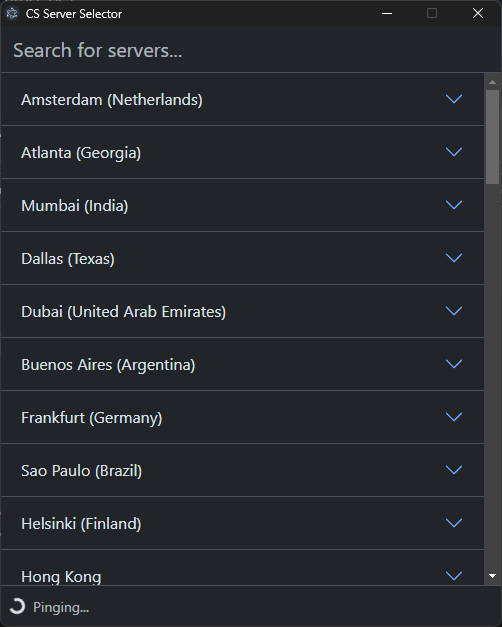 CS Server Selector
Search for servers...
Amsterdam (Netherlands)
Atlanta (Georgia)
Mumbai (India)
Dallas (Texas)
Dubai (United Arab Emirates)
Buenos Aires (Argentina)
Frankfurt (Germany)
Sao Paulo (Brazil)
Helsinki (Finland)
Hong Kong
Pinging...